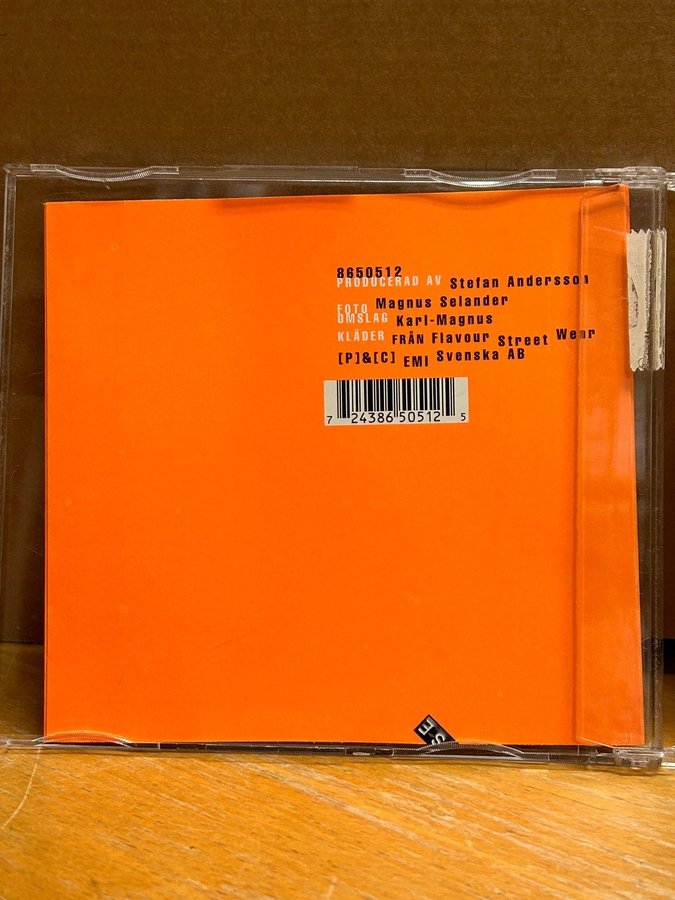 8650512
PRODUCERAD AV Stefan Andersson
FOTO Magnus Selander
OMSLAG Karl-Magnus
KLÄDER FRÅN Flavour Street Wear
[P]&[C] EMI Svenska AB
7 24386 50512 5